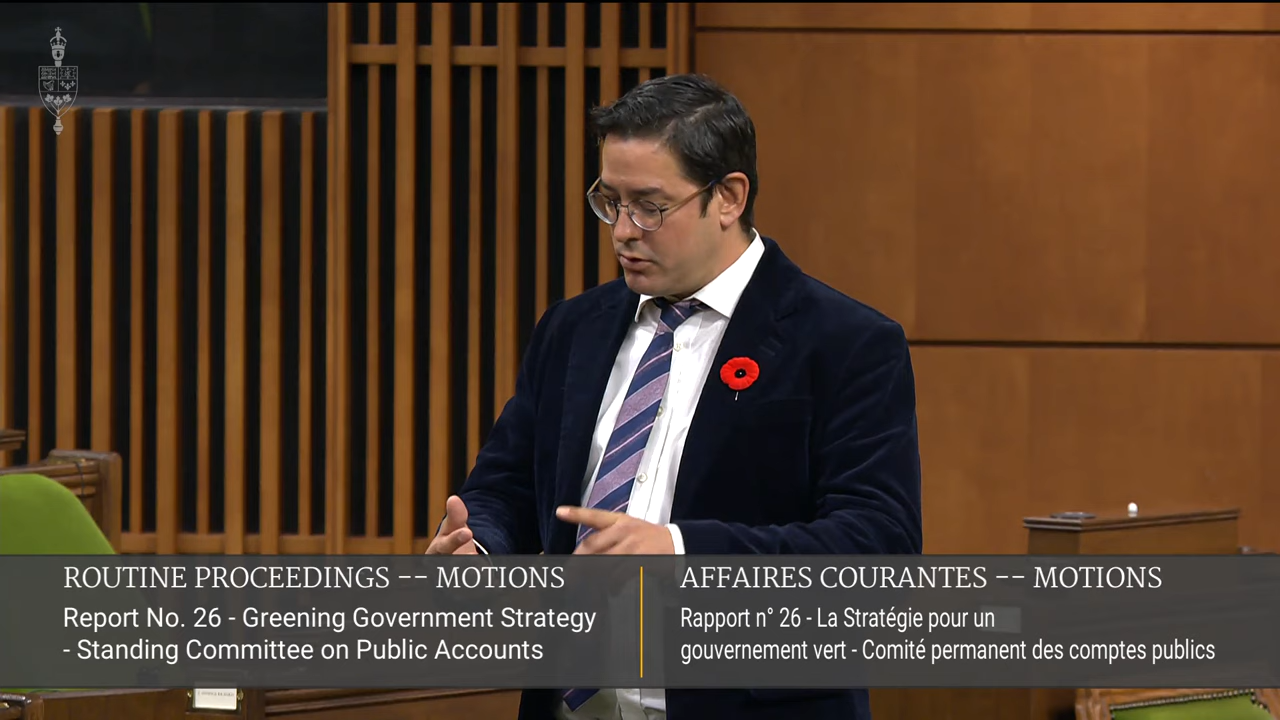 ROUTINE PROCEEDINGS -- MOTIONS
Report No. 26 - Greening Government Strategy
- Standing Committee on Public Accounts
AFFAIRES COURANTES -- MOTIONS
Rapport n° 26 - La Stratégie pour un
gouvernement vert - Comité permanent des comptes publics